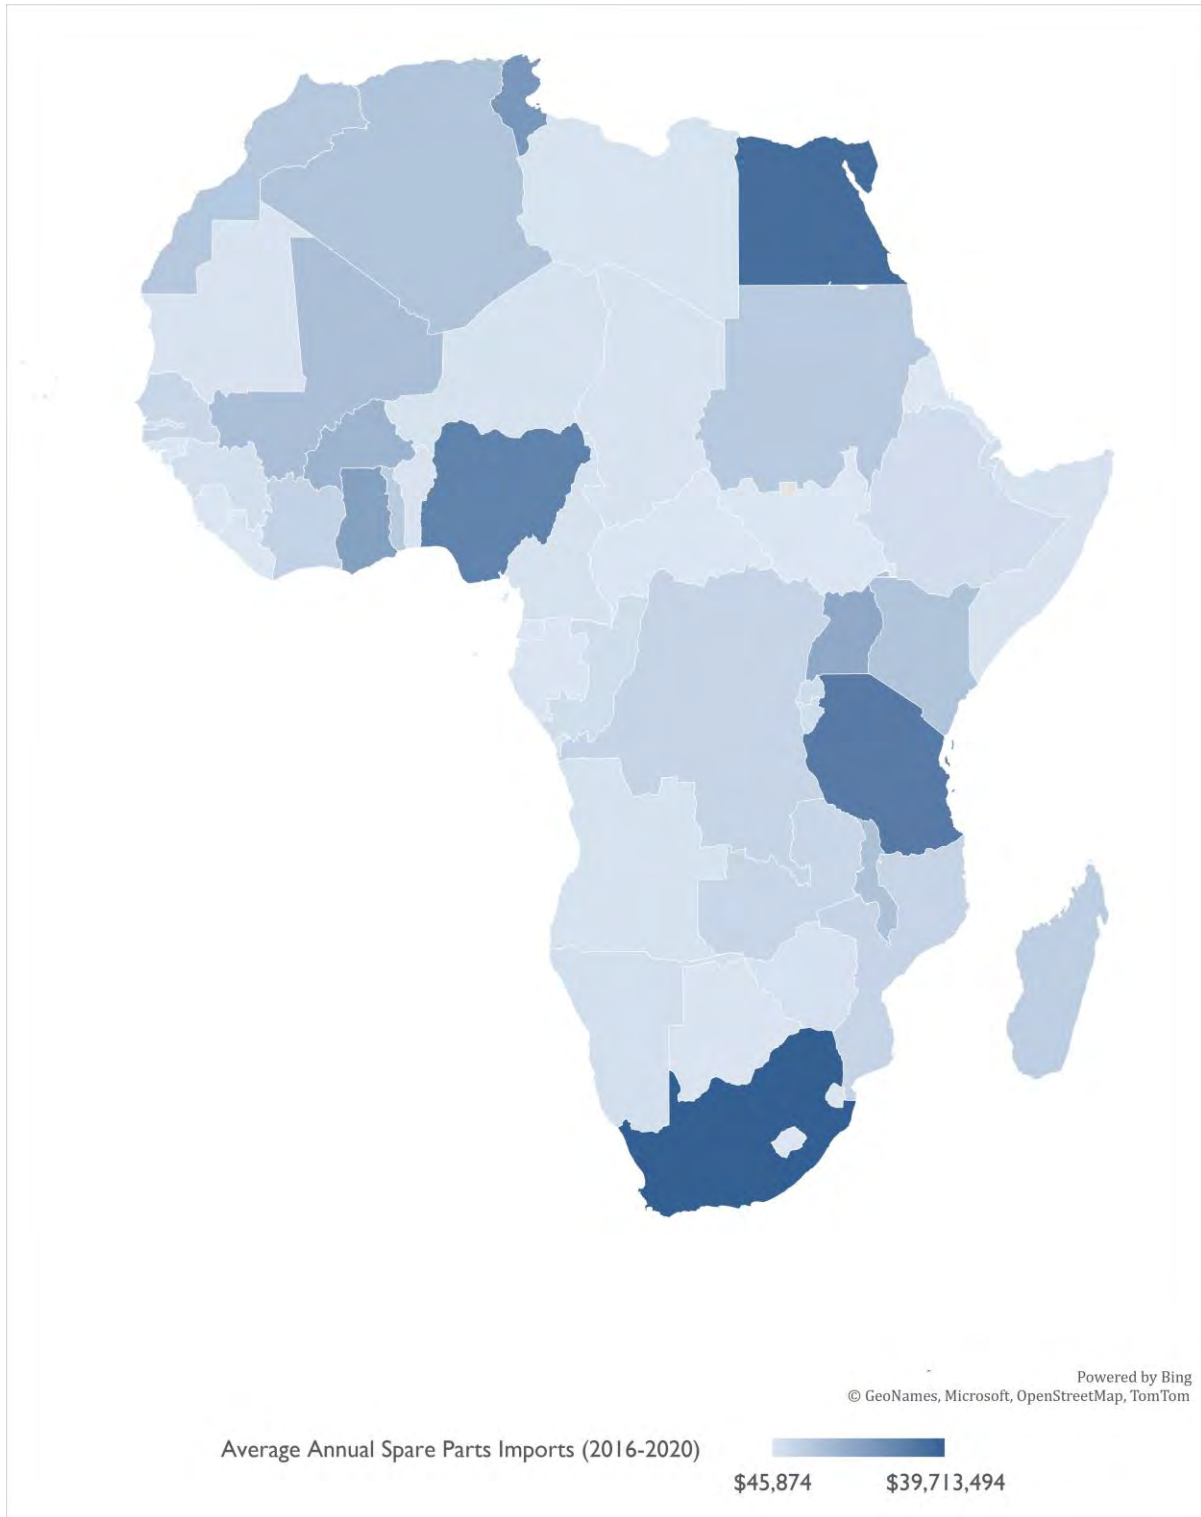 Powered by Bing
© GeoNames, Microsoft, OpenStreetMap, TomTom
Average Annual Spare Parts Imports (2016-2020)
$45,874 $39,713,494